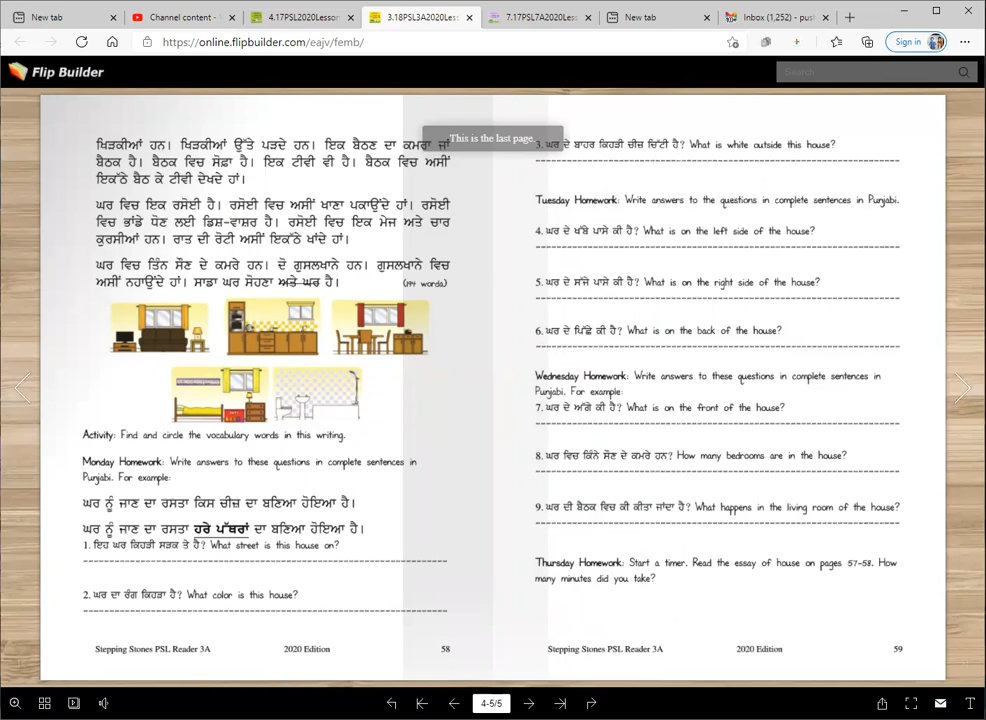 New tab
Channel content -
4.17PSL2020Lesson
3.18PSL3A2020Less
7.17PSL7A2020Less
New tab
Inbox (1,252) - pus
https://online.flipbuilder.com/eajv/femb/
Sign in
Flip Builder
Search
This is the last page
ਖਿੜਕੀਆਂ ਹਨ। ਖਿੜਕੀਆਂ ਉੱਤੇ ਪੜਦੇ ਹਨ। ਇਕ ਬੈਠਣ ਦਾ ਕਮਰਾ ਜਾਂ
ਬੈਠਕ ਹੈ। ਬੈਠਕ ਵਿਚ ਸੋਫ਼ਾ ਹੈ। ਇਕ ਟੀਵੀ ਵੀ ਹੈ। ਬੈਠਕ ਵਿਚ ਅਸੀਂ
ਇਕੱਠੇ ਬੈਠ ਕੇ ਟੀਵੀ ਦੇਖਦੇ ਹਾਂ।
ਘਰ ਵਿਚ ਇਕ ਰਸੋਈ ਹੈ। ਰਸੋਈ ਵਿਚ ਅਸੀਂ ਖਾਣਾ ਪਕਾਉਂਦੇ ਹਾਂ। ਰਸੋਈ
ਵਿਚ ਭਾਂਡੇ ਧੋਣ ਲਈ ਡਿਸ਼-ਵਾਸ਼ਰ ਹੈ। ਰਸੋਈ ਵਿਚ ਇਕ ਮੇਜ ਅਤੇ ਚਾਰ
ਕੁਰਸੀਆਂ ਹਨ। ਰਾਤ ਦੀ ਰੋਟੀ ਅਸੀਂ ਇਕੱਠੇ ਖਾਂਦੇ ਹਾਂ।
ਘਰ ਵਿਚ ਤਿੰਨ ਸੌਣ ਦੇ ਕਮਰੇ ਹਨ। ਦੋ ਗੁਸਲਖਾਨੇ ਹਨ। ਗੁਸਲਖਾਨੇ ਵਿਚ
ਅਸੀਂ ਨਹਾਉਂਦੇ ਹਾਂ। ਸਾਡਾ ਘਰ ਸੋਹਣਾ ਅਤੇ ਘਰ ਹੈ। words)
Activity: Find and circle the vocabulary words in this writing.
Monday Homework: Write answers to these questions in complete sentences in
Punjabi. For example:
ਘਰ ਨੂੰ ਜਾਣ ਦਾ ਰਸਤਾ ਕਿਸ ਚੀਜ਼ ਦਾ ਬਣਿਆ ਹੋਇਆ ਹੈ।
ਘਰ ਨੂੰ ਜਾਣ ਦਾ ਰਸਤਾ ਹਰੇ ਪੱਥਰਾਂ ਦਾ ਬਣਿਆ ਹੋਇਆ ਹੈ।
1. ਇਹ ਘਰ ਕਿਹੜੀ ਸੜਕ ਤੇ ਹੈ? What street is this house on?
2. ਘਰ ਦਾ ਰੰਗ ਕਿਹੜਾ ਹੈ? What color is this house?
Stepping Stones PSL Reader 3A 2020 Edition 58
3. ਘਰ ਦੇ ਬਾਹਰ ਕਿਹੜੀ ਚੀਜ਼ ਚਿੱਟੀ ਹੈ? What is white outside this house?
Tuesday Homework: Write answers to the questions in complete sentences in Punjabi.
4. ਘਰ ਦੇ ਖੱਬੇ ਪਾਸੇ ਕੀ ਹੈ? What is on the left side of the house?
5. ਘਰ ਦੇ ਸੱਜੇ ਪਾਸੇ ਕੀ ਹੈ? What is on the right side of the house?
6. ਘਰ ਦੇ ਪਿੱਛੇ ਕੀ ਹੈ? What is on the back of the house?
Wednesday Homework: Write answers to these questions in complete sentences in
Punjabi. For example:
7. ਘਰ ਦੇ ਅੱਗੇ ਕੀ ਹੈ? What is on the front of the house?
8. ਘਰ ਵਿਚ ਕਿੰਨੇ ਸੌਣ ਦੇ ਕਮਰੇ ਹਨ? How many bedrooms are in the house?
9. ਘਰ ਦੀ ਬੈਠਕ ਵਿਚ ਕੀ ਕੀਤਾ ਜਾਂਦਾ ਹੈ? What happens in the living room of the house?
Thursday Homework: Start a timer. Read the essay of house on pages 57-58. How
many minutes did you take?
Stepping Stones PSL Reader 3A 2020 Edition 59
4-5/5